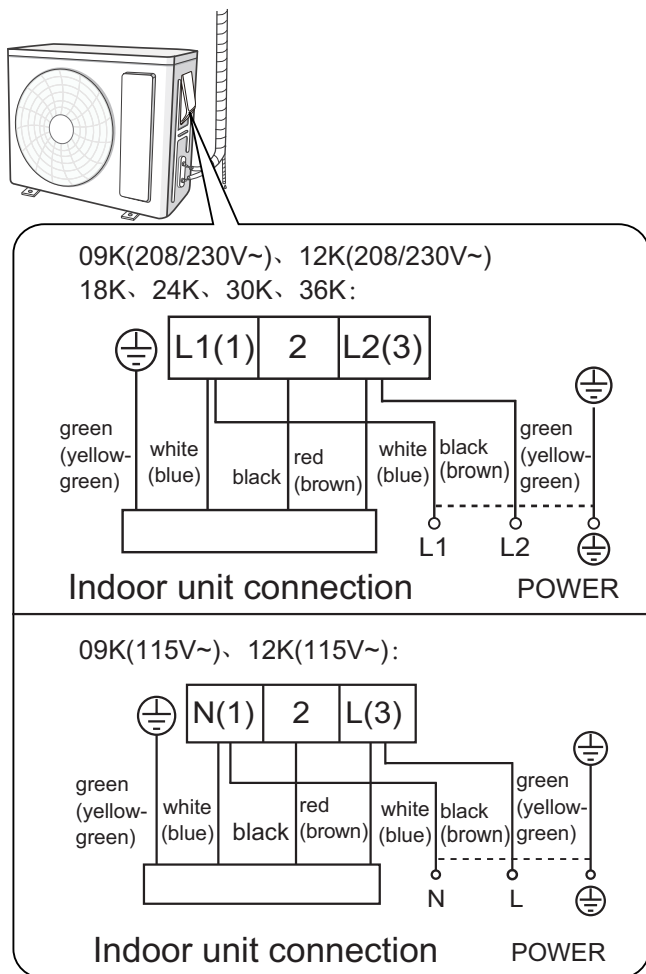 09K(208/230V~)、12K(208/230V~)
18K、24K、30K、36K:
L1(1) 2 L2(3)
green
(yellow-
green)
white
(blue)
black
red
(brown)
white
(blue)
black
(brown)
green
(yellow-
green)
L1 L2
Indoor unit connection POWER
09K(115V~)、12K(115V~):
N(1) 2 L(3)
green
(yellow-
green)
white
(blue)
black
red
(brown)
white
(blue)
black
(brown)
green
(yellow-
green)
N L
Indoor unit connection POWER